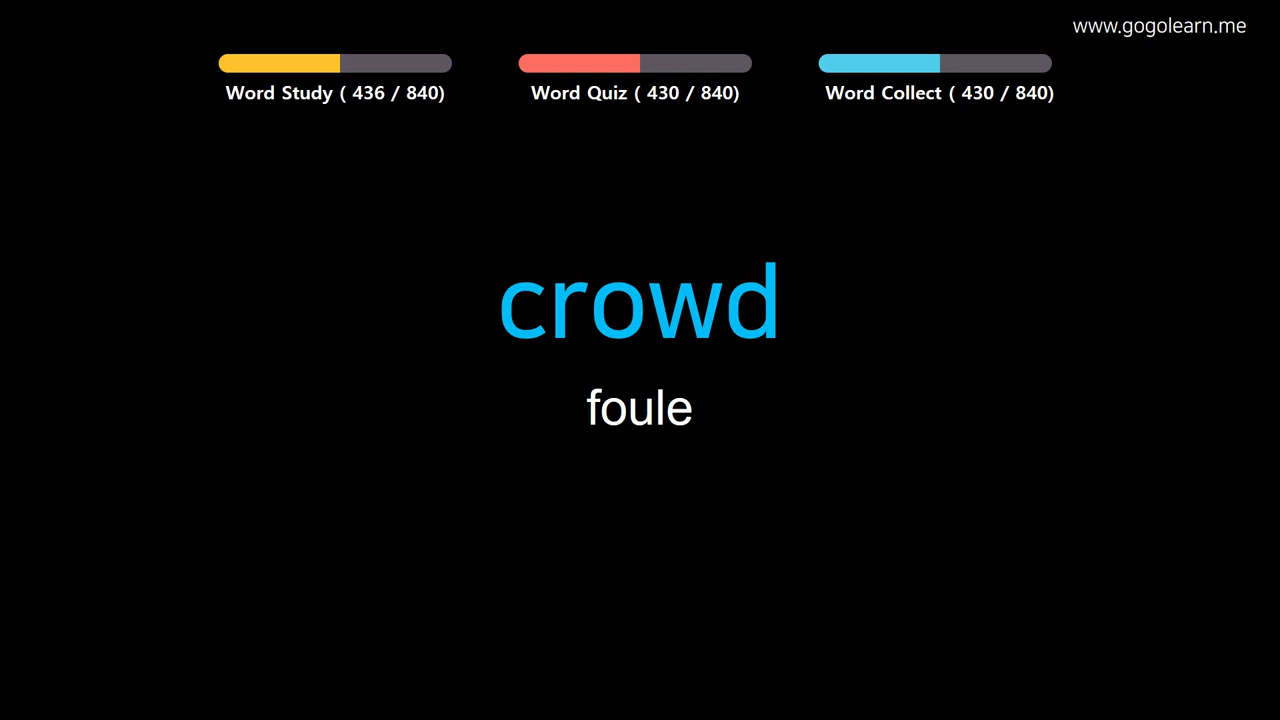 www.gogolearn.me
Word Study ( 436 / 840)
Word Quiz ( 430 / 840)
Word Collect ( 430 / 840)
crowd
foule